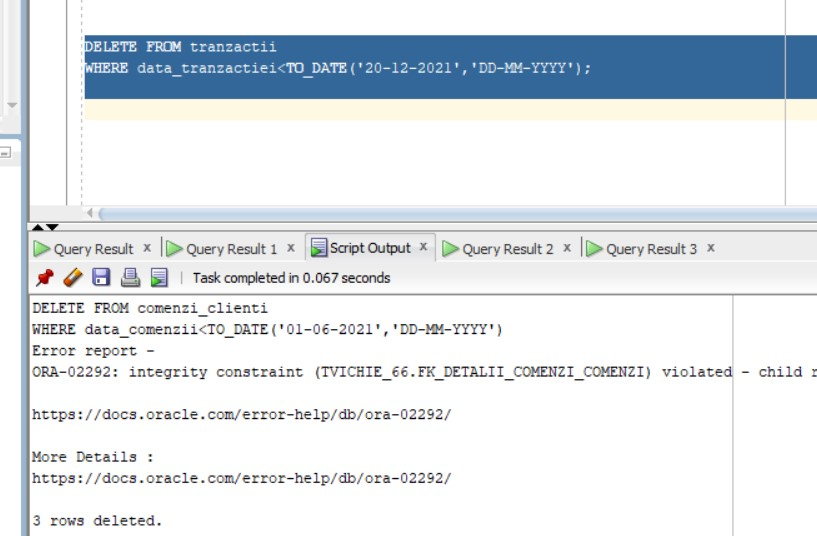 DELETE FROM tranzactii
WHERE data_tranzactiei<TO_DATE('20-12-2021','DD-MM-YYYY');
Query Result x Query Result 1 x Script Output x Query Result 2 x Query Result 3 x
Task completed in 0.067 seconds
DELETE FROM comenzi_clienti
WHERE data_comenzii<TO_DATE('01-06-2021','DD-MM-YYYY')
Error report -
ORA-02292: integrity constraint (TVICHIE_66.FK_DETALII_COMENZI_COMENZI) violated - child
https://docs.oracle.com/error-help/db/ora-02292/
More Details :
https://docs.oracle.com/error-help/db/ora-02292/
3 rows deleted.